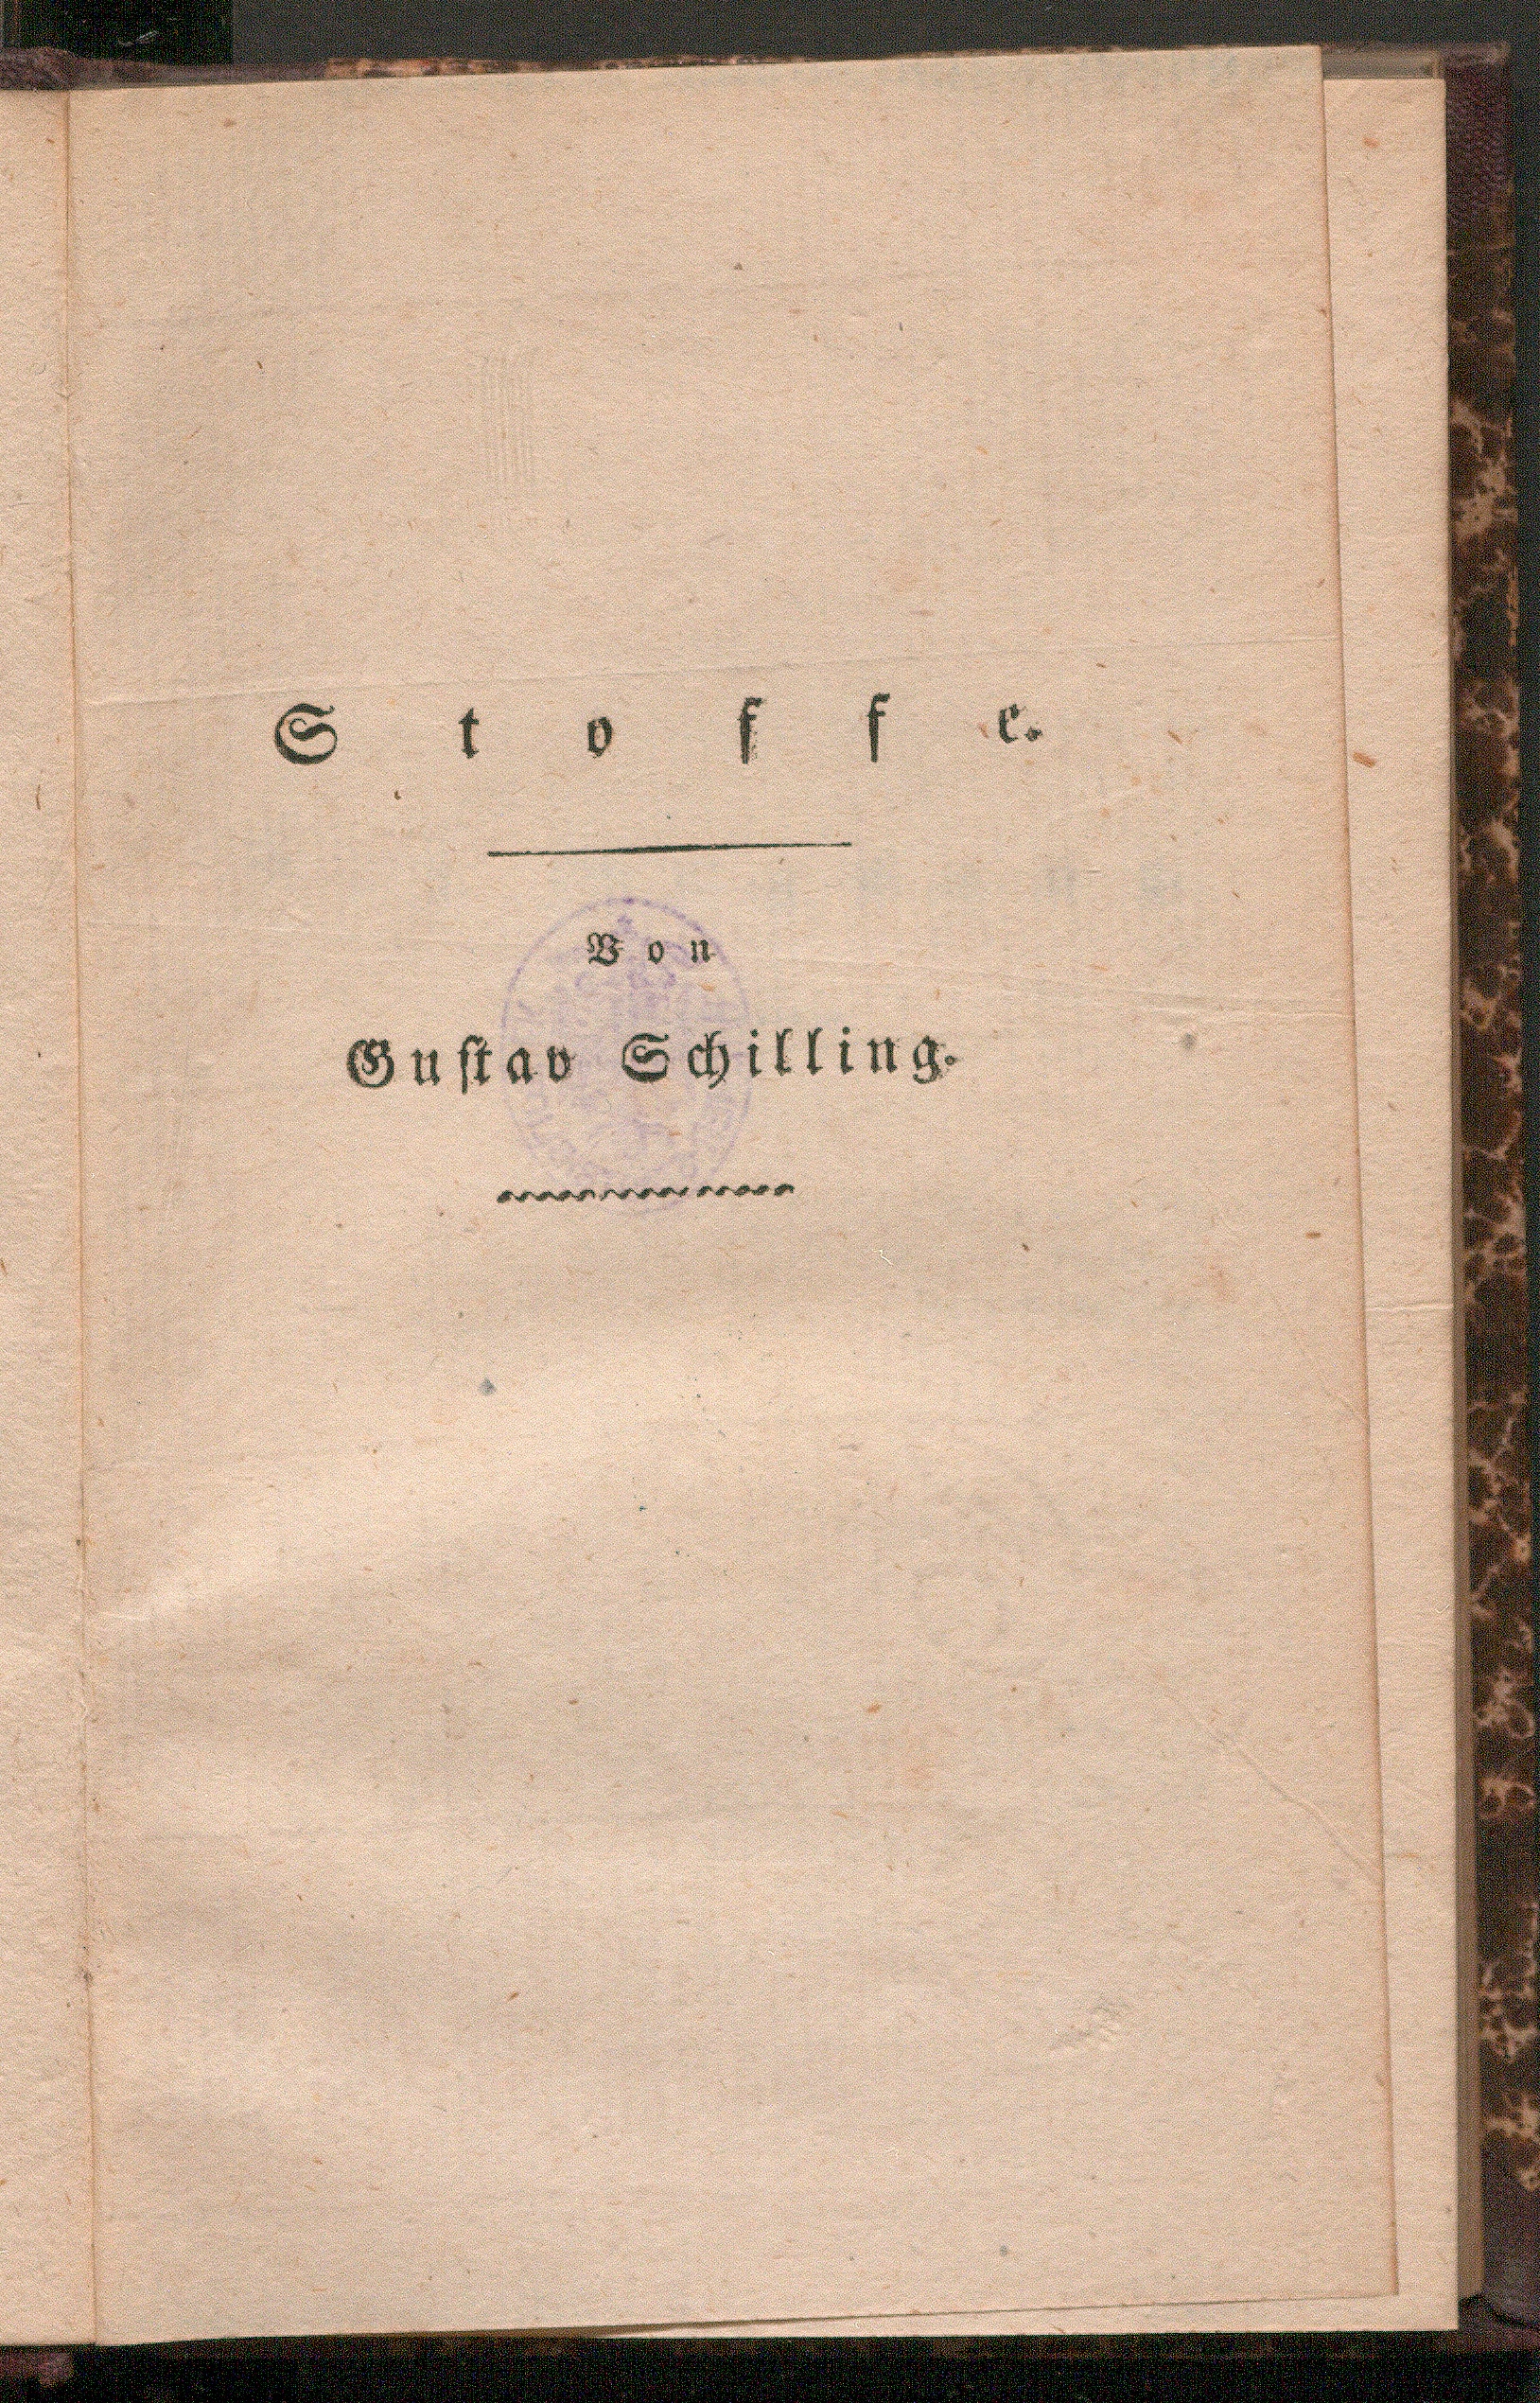 Stoffe.
Von
Guſtav Schilling.